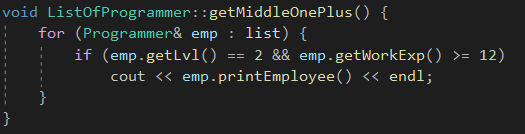 void ListOfProgrammer::getMiddleOnePlus() {
    for (Programmer& emp : list) {
        if (emp.getLvl() == 2 && emp.getWorkExp() >= 12)
            cout << emp.printEmployee() << endl;
    }
}